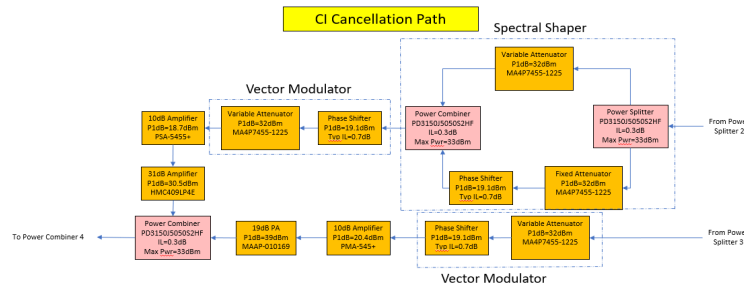 CI Cancellation Path
Spectral Shaper
Variable Attenuator
P1dB=32dBm
MA4P7455-1225
Vector Modulator
10dB Amplifier
P1dB=18.7dBm
PSA-5455+
Variable Attenuator
P1dB=32dBm
MA4P7455-1225
Phase Shifter
P1dB=19.1dBm
Typ IL=0.7dB
Power Combiner
PD3150J5050S2HF
IL=0.3dB
Max Pwr=33dBm
Power Splitter
PD3150J5050S2HF
IL=0.3dB
Max Pwr=33dBm
From Power
Splitter 2
31dB Amplifier
P1dB=30.5dBm
HMC409LP4E
Phase Shifter
P1dB=19.1dBm
Typ IL=0.7dB
Fixed Attenuator
P1dB=32dBm
MA4P7455-1225
To Power Combiner 4
Power Combiner
PD3150J5050S2HF
IL=0.3dB
Max Pwr=33dBm
19dB PA
P1dB=39dBm
MAAP-010169
10dB Amplifier
P1dB=20.4dBm
PMA-545+
Phase Shifter
P1dB=19.1dBm
Typ IL=0.7dB
Variable Attenuator
P1dB=32dBm
MA4P7455-1225
From Power
Splitter 3
Vector Modulator